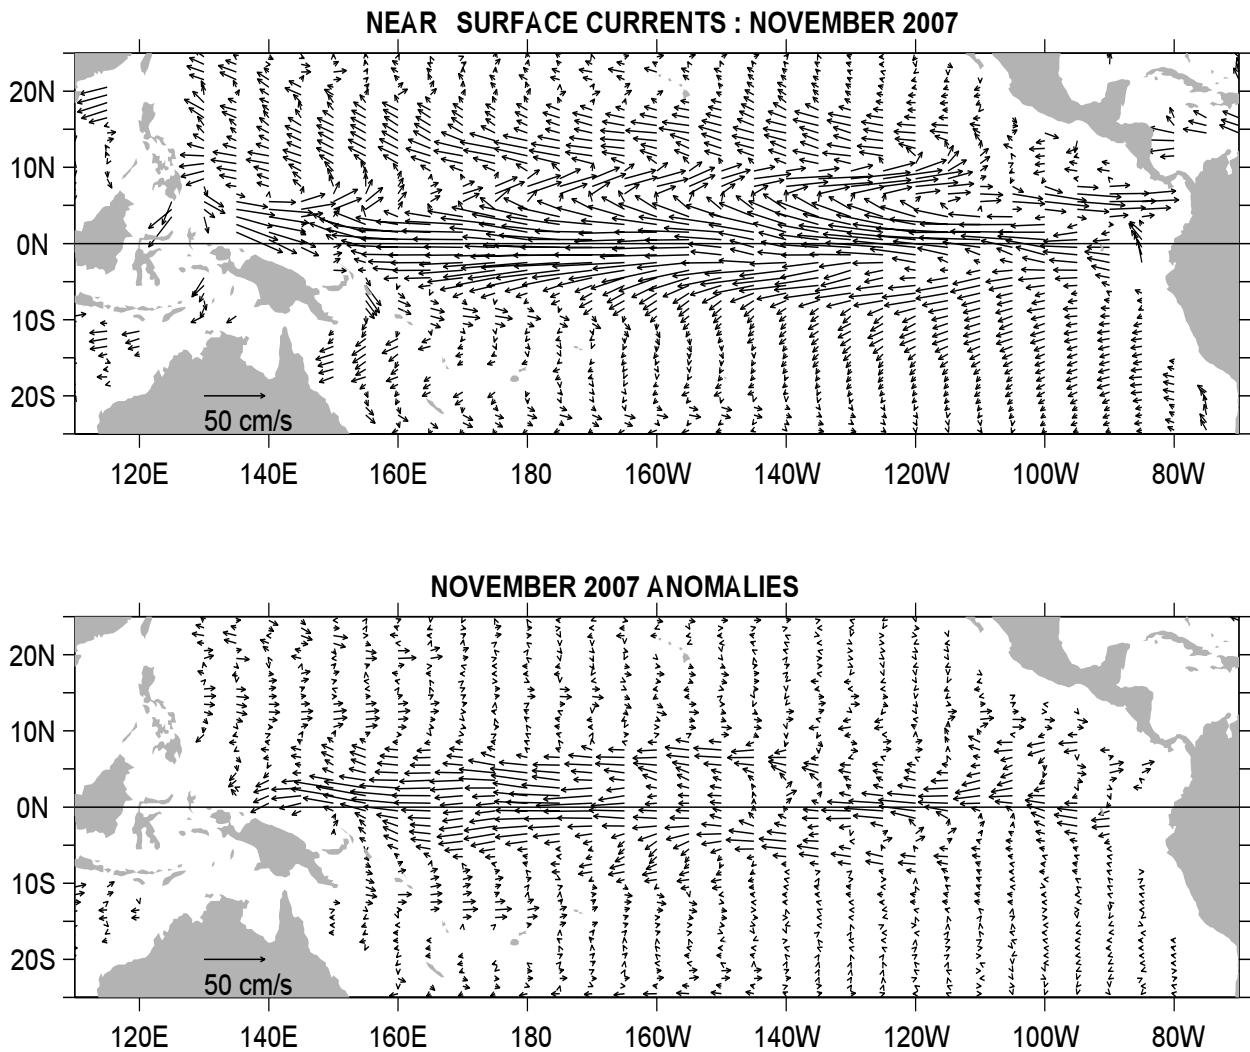 NEAR SURFACE CURRENTS : NOVEMBER 2007
20N
10N
0N
10S
20S
50 cm/s
120E 140E 160E 180 160W 140W 120W 100W 80W
NOVEMBER 2007 ANOMALIES
20N
10N
0N
10S
20S
50 cm/s
120E 140E 160E 180 160W 140W 120W 100W 80W